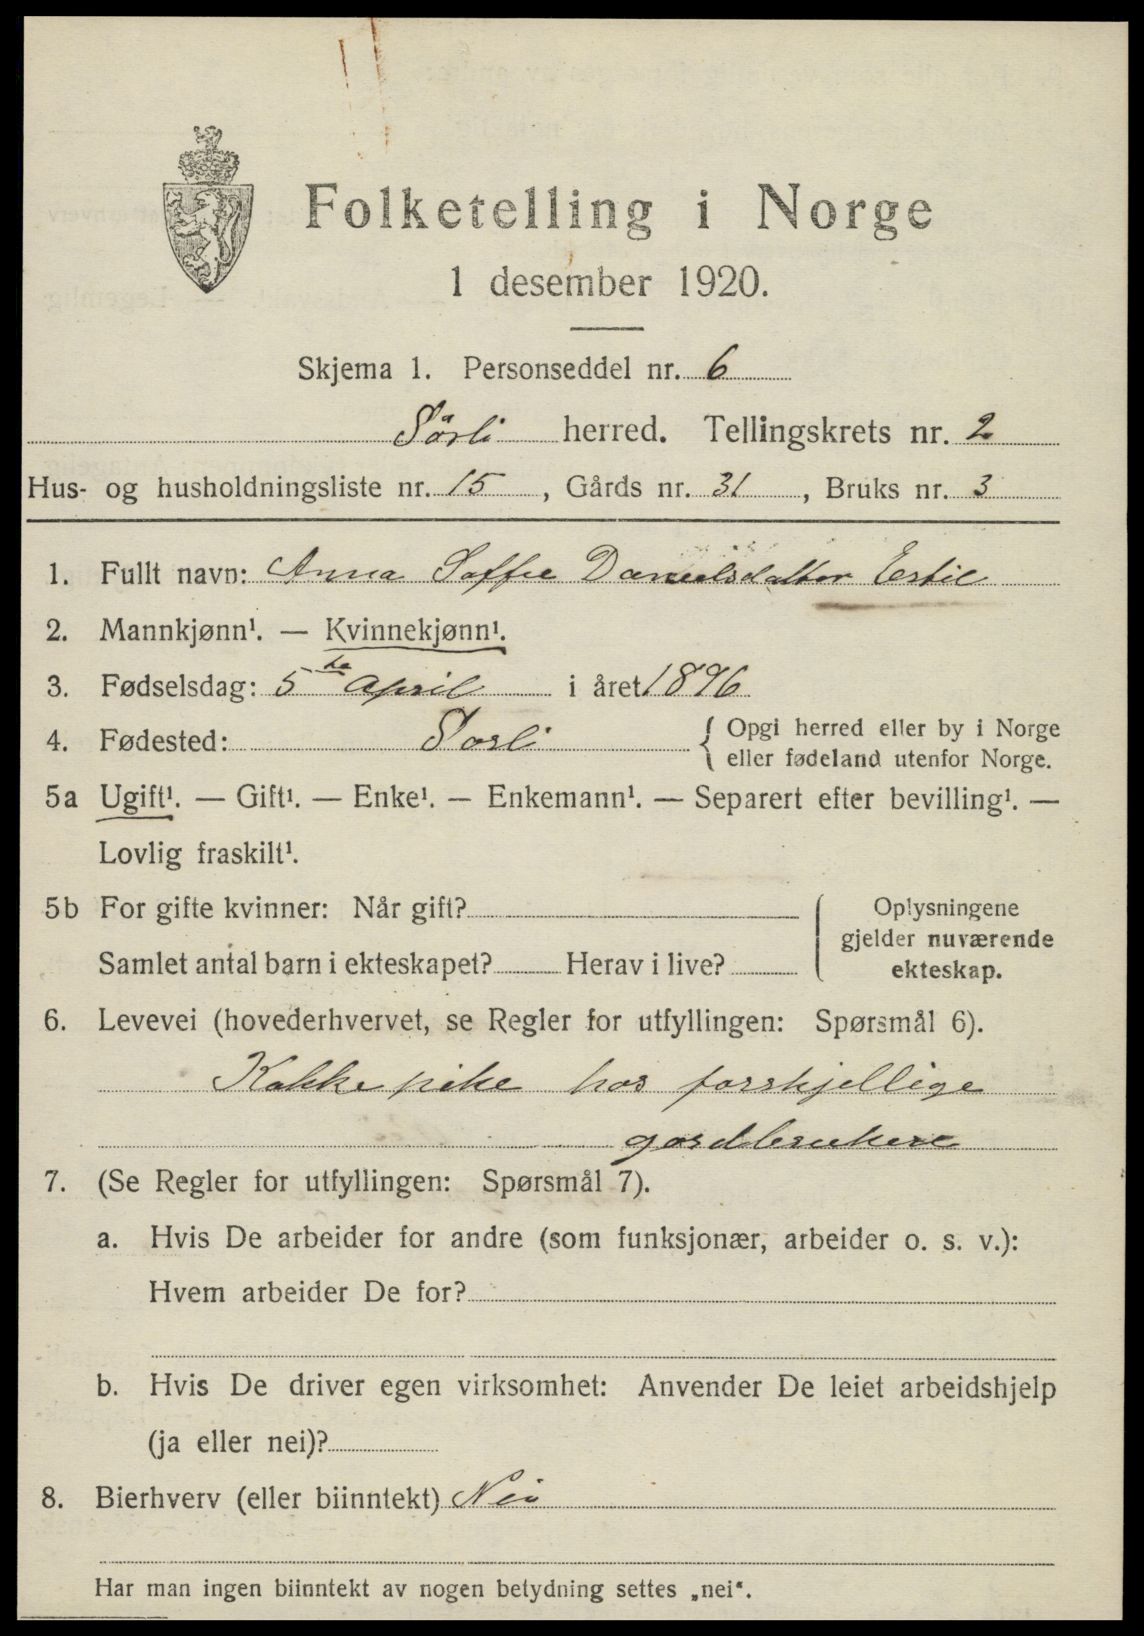 Folketelling i Norge
1 desember 1920.
Skjema 1. Personseddel nr. 6
Sörli herred. Tellingskrets nr. 2
Hus- og husholdningsliste nr. 15, Gårds nr. 31, Bruks nr. 3
1. Fullt navn: Anna Soffie Danielsdatter Estil
2. Mannkjønn¹. — Kvinnekjønn¹.
3. Fødselsdag: 5te April i året 1896
4. Fødested: Sorli { Opgi herred eller by i Norge
eller fødeland utenfor Norge.
5a Ugift¹. — Gift¹. — Enke¹. — Enkemann¹. — Separert efter bevilling¹. —
Lovlig fraskilt¹.
5b For gifte kvinner: Når gift?
Samlet antal barn i ekteskapet? Herav i live?
Oplysningene
gjelder nuværende
ekteskap.
6. Levevei (hovederhvervet, se Regler for utfyllingen: Spørsmål 6).
Kokke pike hos forskjellige
gardbrukere
7. (Se Regler for utfyllingen: Spørsmål 7).
a. Hvis De arbeider for andre (som funksjonær, arbeider o. s. v.):
Hvem arbeider De for?
b. Hvis De driver egen virksomhet: Anvender De leiet arbeidshjelp
(ja eller nei)?
8. Bierhverv (eller biinntekt) Nei
Har man ingen biinntekt av nogen betydning settes „nei“.